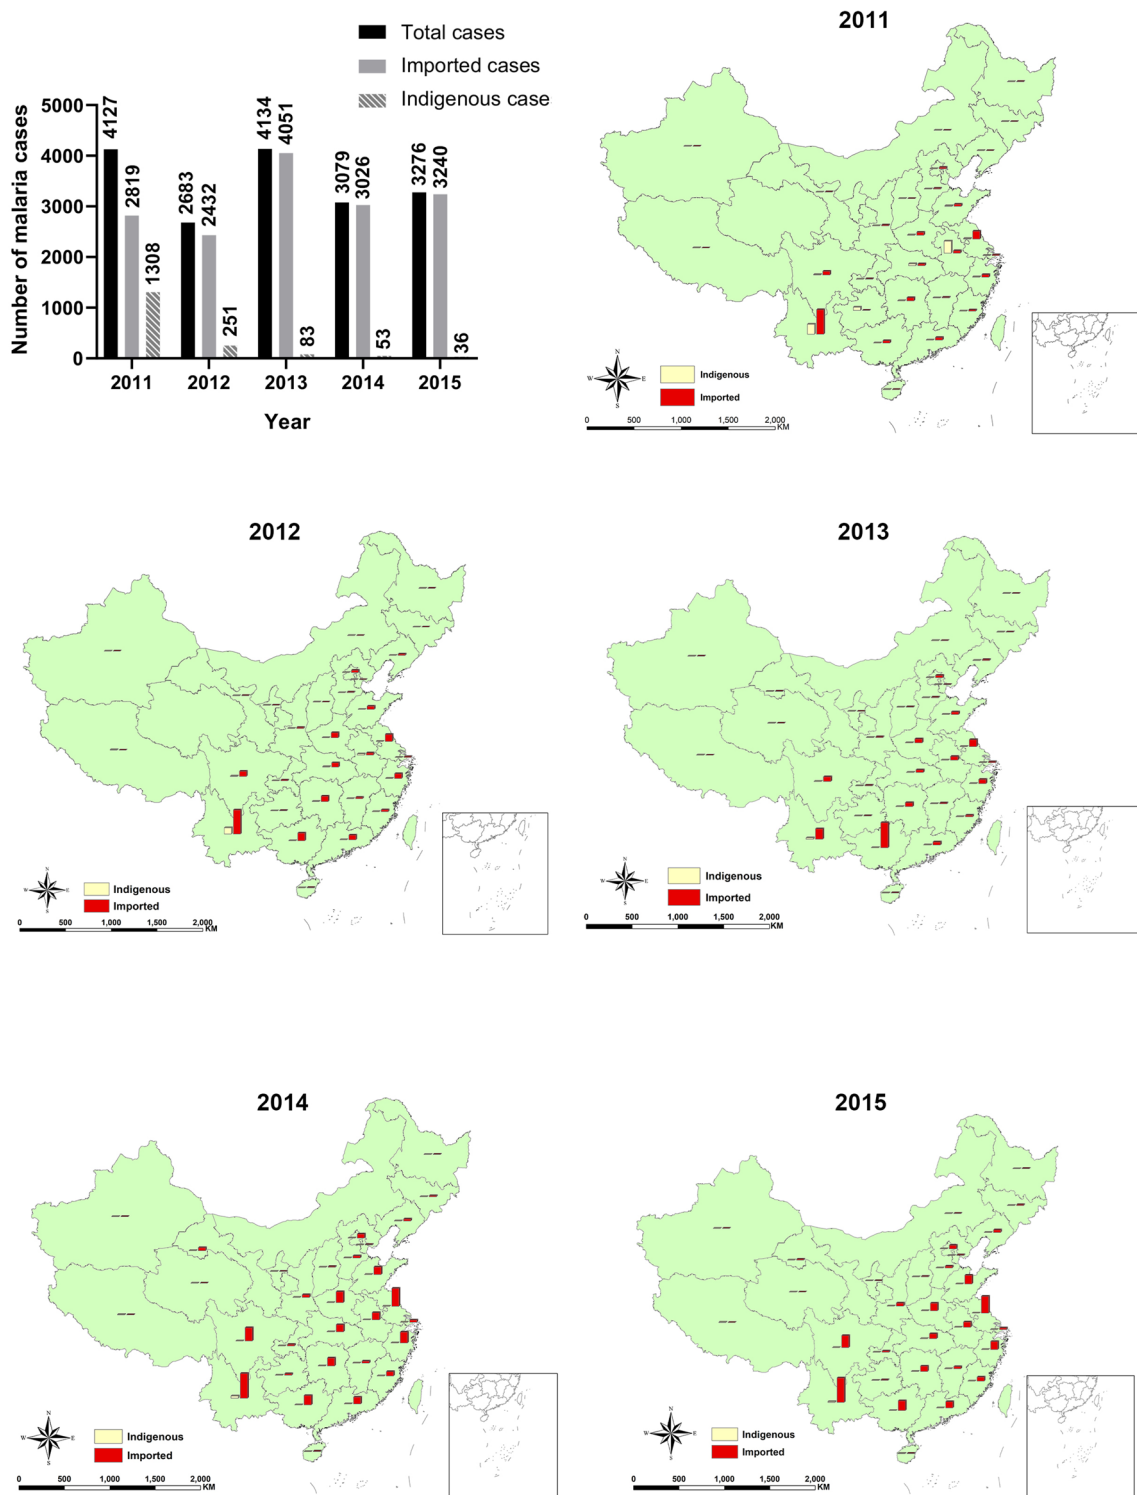 Total cases
Imported cases
Indigenous case
Number of malaria cases
5000
4000
3000
2000
1000
0
4127
2819
1308
2683
2432
251
4134
4051
83
3079
3026
53
3276
3240
36
2011
2012
2013
2014
2015
Year
2011
N
W E
S
Indigenous
Imported
0 500 1,000 1,500 2,000
KM
2012
N
W E
S
Indigenous
Imported
0 500 1,000 1,500 2,000
KM
2013
N
W E
S
Indigenous
Imported
0 500 1,000 1,500 2,000
KM
2014
N
W E
S
Indigenous
Imported
0 500 1,000 1,500 2,000
KM
2015
N
W E
S
Indigenous
Imported
0 500 1,000 1,500 2,000
KM